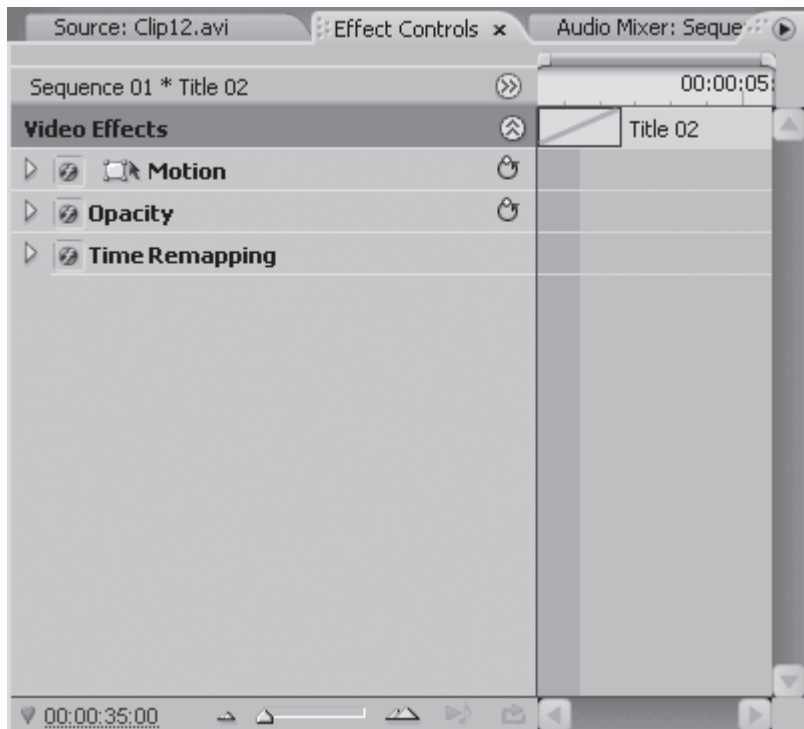 Source: Clip12.avi Effect Controls x Audio Mixer: Seque
Sequence 01 * Title 02 00:00:05:
Video Effects Title 02
Motion
Opacity
Time Remapping
00:00:35:00